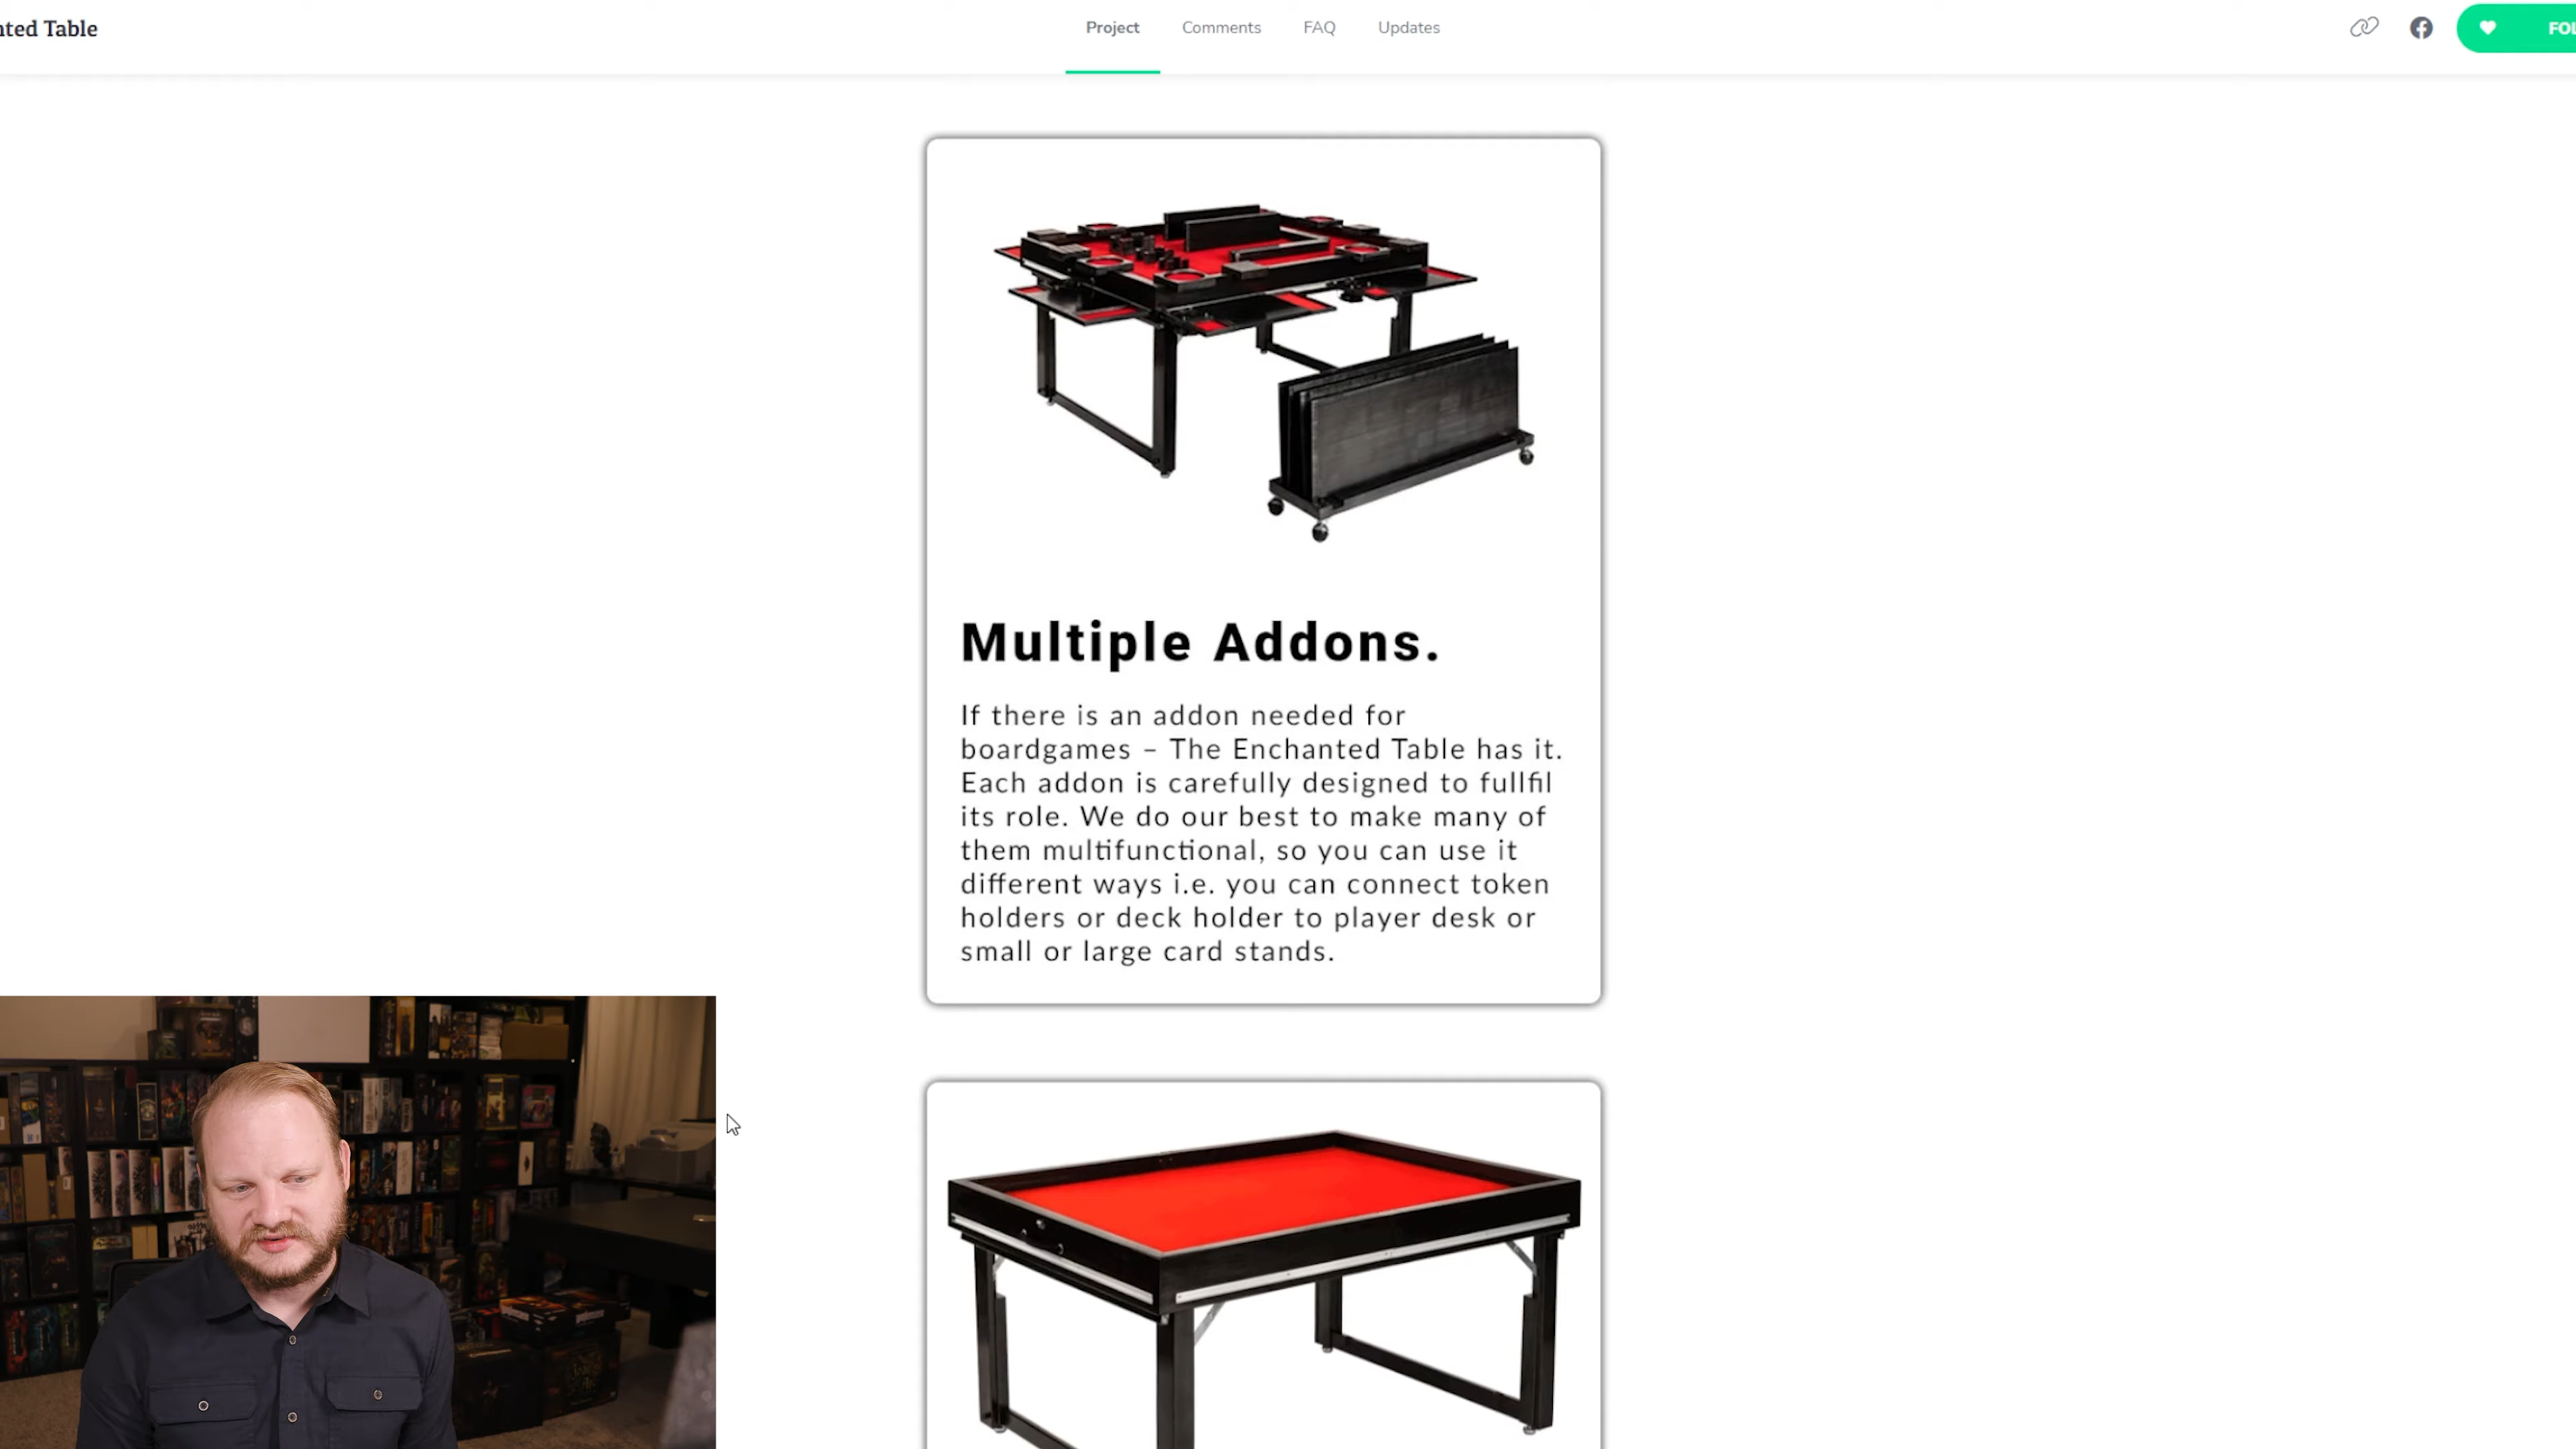 Table
Project
Comments
FAQ
Updates
Multiple Addons.
If there is an addon needed for
boardgames – The Enchanted Table has it.
Each addon is carefully designed to fullfil
its role. We do our best to make many of
them multifunctional, so you can use it
different ways i.e. you can connect token
holders or deck holder to player desk or
small or large card stands.